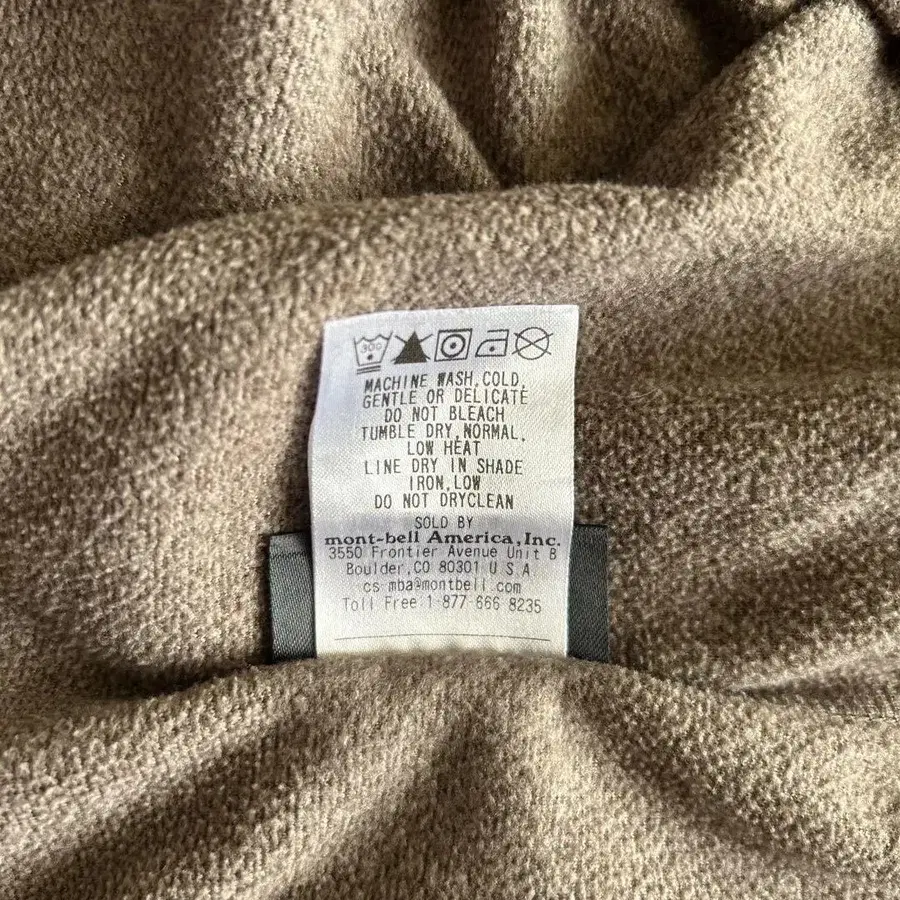 30C
MACHINE WASH,COLD,
GENTLE OR DELICATE
DO NOT BLEACH
TUMBLE DRY,NORMAL,
LOW HEAT
LINE DRY IN SHADE
IRON,LOW
DO NOT DRYCLEAN
SOLD BY
mont-bell America, Inc.
3550 Frontier Avenue Unit B
Boulder,CO 80301 U S A
cs-mba@montbell.com
Toll Free 1-877-666-8235